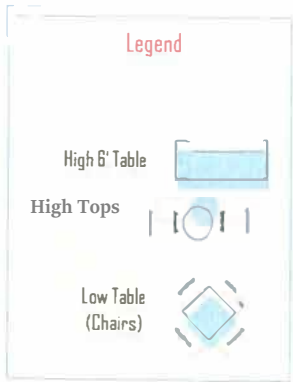 Legend
High 6' Table
High Tops
Low Table
(Chairs)